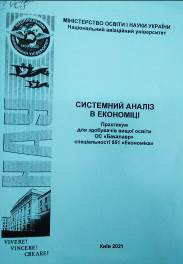 МІНІСТЕРСТВО ОСВІТИ І НАУКИ УКРАЇНИ
Національний авіаційний університет
НАУ
СИСТЕМНИЙ АНАЛІЗ
В ЕКОНОМІЦІ
Практикум
для здобувачів вищої освіти
ОС «Бакалавр»
спеціальності 051 «Економіка»
VIVERE!
VINCERE!
CREARE!
Київ 2021